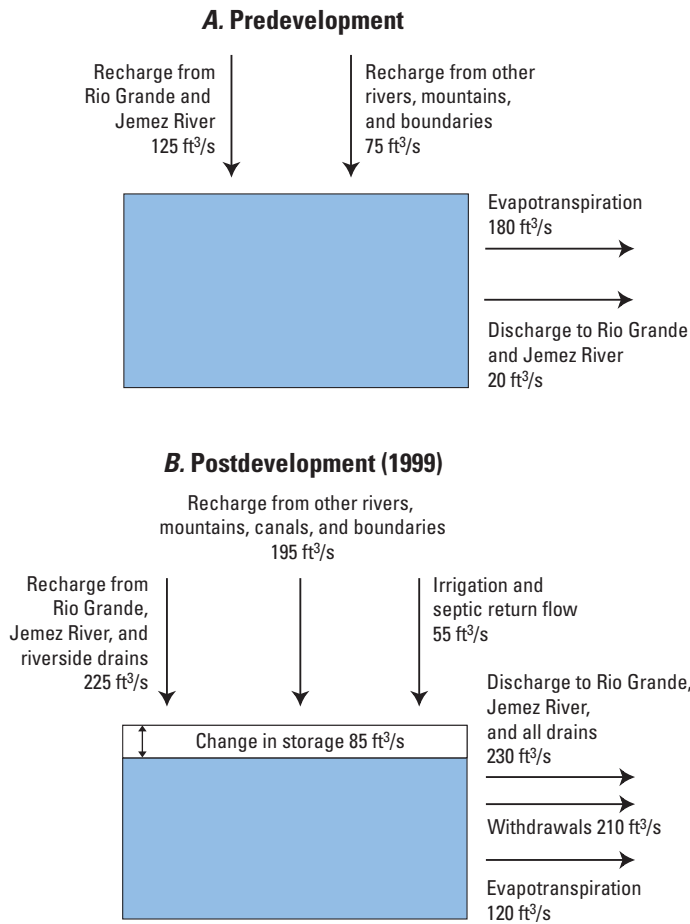 A. Predevelopment
Recharge from
Rio Grande and
Jemez River
125 ft³/s
Recharge from other
rivers, mountains,
and boundaries
75 ft³/s
Evapotranspiration
180 ft³/s
Discharge to Rio Grande
and Jemez River
20 ft³/s
B. Postdevelopment (1999)
Recharge from other rivers,
mountains, canals, and boundaries
195 ft³/s
Recharge from
Rio Grande,
Jemez River, and
riverside drains
225 ft³/s
Irrigation and
septic return flow
55 ft³/s
Change in storage 85 ft³/s
Discharge to Rio Grande,
Jemez River,
and all drains
230 ft³/s
Withdrawals 210 ft³/s
Evapotranspiration
120 ft³/s